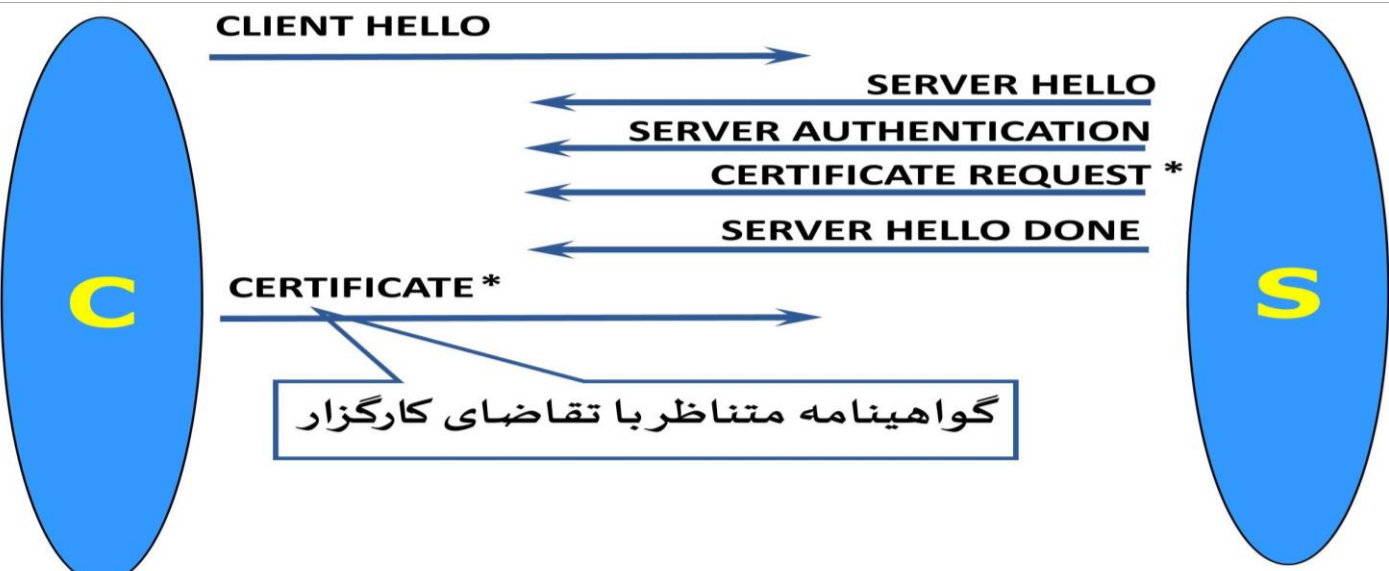 CLIENT HELLO
SERVER HELLO
SERVER AUTHENTICATION
CERTIFICATE REQUEST *
SERVER HELLO DONE
C
S
CERTIFICATE *
گواهینامه متناظر با تقاضای کارگزار